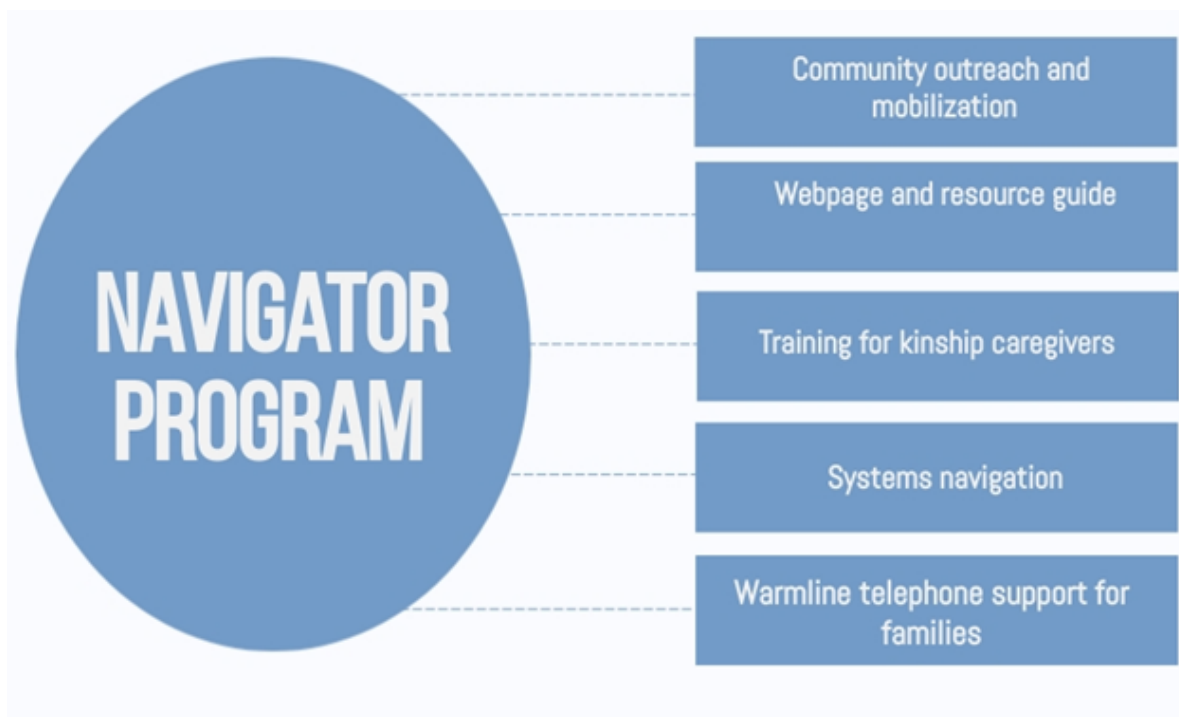 NAVIGATOR
PROGRAM
Community outreach and
mobilization
Webpage and resource guide
Training for kinship caregivers
Systems navigation
Warmline telephone support for
families